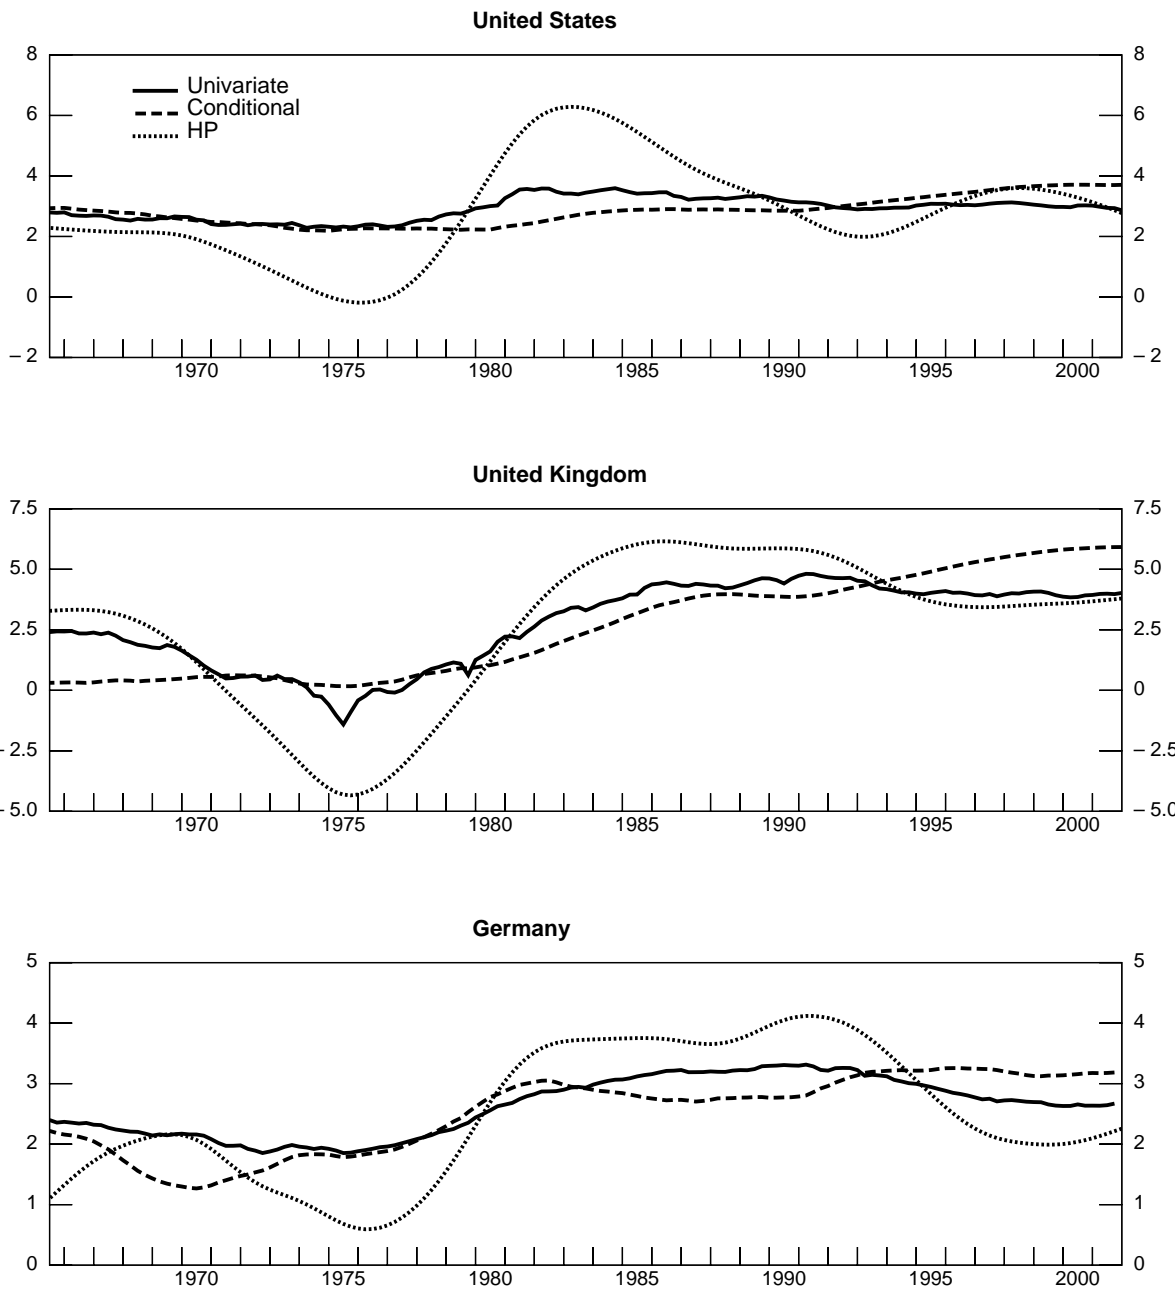 United States
8 8
Univariate
Conditional
HP
6 6
4 4
2 2
0 0
– 2 – 2
1970 1975 1980 1985 1990 1995 2000
United Kingdom
7.5 7.5
5.0 5.0
2.5 2.5
0 0
– 2.5 – 2.5
– 5.0 – 5.0
1970 1975 1980 1985 1990 1995 2000
Germany
5 5
4 4
3 3
2 2
1 1
0 0
1970 1975 1980 1985 1990 1995 2000